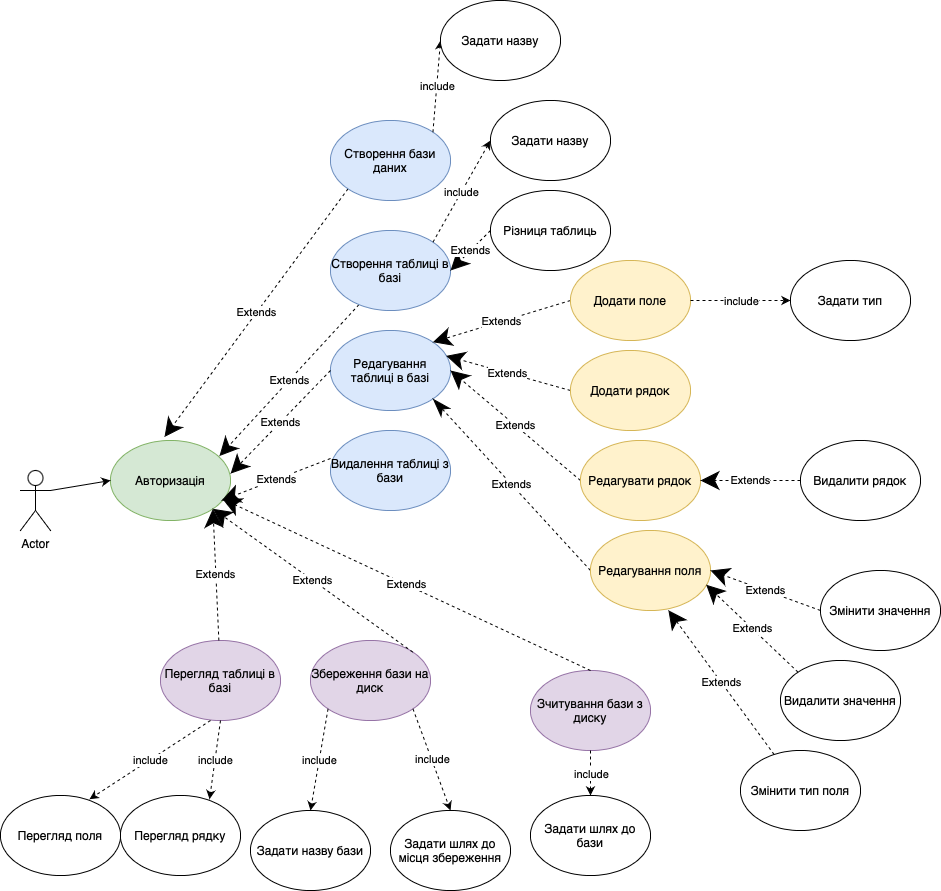 Задати назву
include
Створення бази
даних
Задати назву
include
Різниця таблиць
Extends
Створення таблиці в
базі
Extends
Додати поле
include
Задати тип
Extends
Редагування
таблиці в базі
Extends
Додати рядок
Extends
Extends
Extends
Видалення таблиці з
бази
Extends
Авторизація
Extends
Редагувати рядок
Extends
Видалити рядок
Actor
Extends
Extends
Extends
Extends
Редагування поля
Extends
Змінити значення
Extends
Видалити значення
Extends
Змінити тип поля
Перегляд таблиці в
базі
Збереження бази на
диск
Зчитування бази з
диску
include
include
include
include
include
Перегляд поля
Перегляд рядку
Задати назву бази
Задати шлях до
місця збереження
Задати шлях до
бази